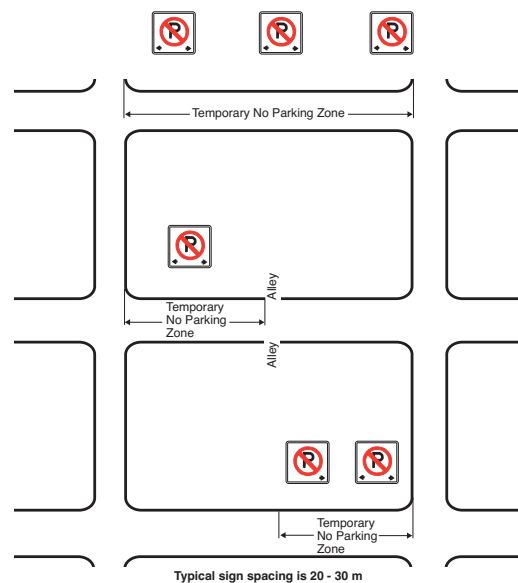 P P P
Temporary No Parking Zone
P
Alley
Temporary
No Parking
Zone
Alley
P P
Temporary
No Parking
Zone
Typical sign spacing is 20 - 30 m